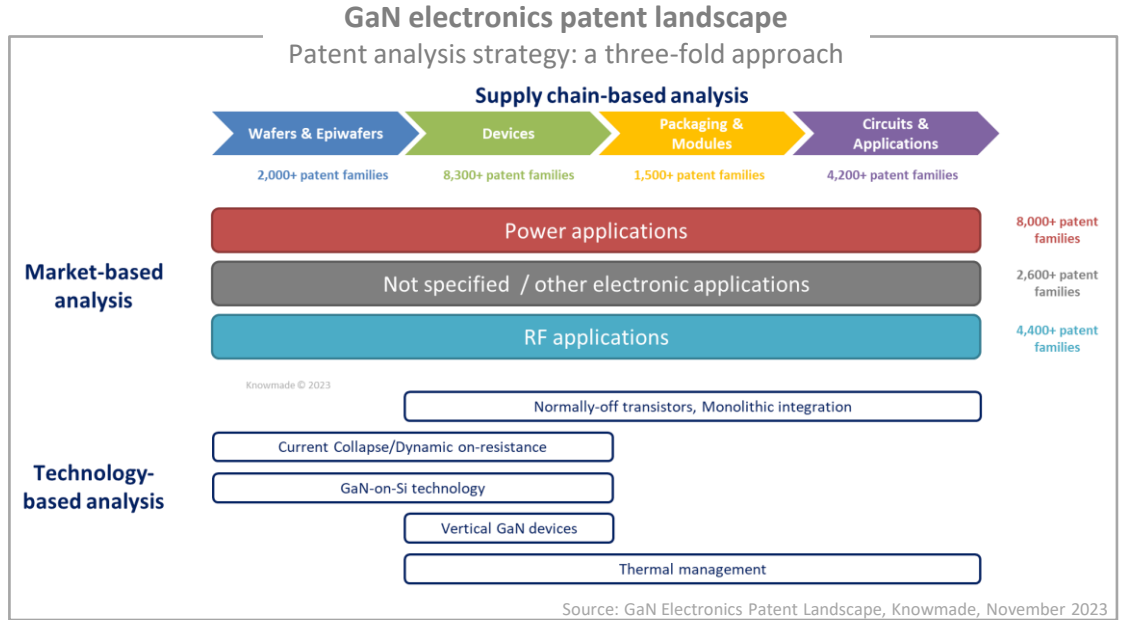 GaN electronics patent landscape
Patent analysis strategy: a three-fold approach
Supply chain-based analysis
Wafers & Epiwafers
Devices
Packaging &
Modules
Circuits &
Applications
2,000+ patent families
8,300+ patent families
1,500+ patent families
4,200+ patent families
Market-based
analysis
Power applications
8,000+ patent
families
Not specified / other electronic applications
2,600+ patent
families
RF applications
4,400+ patent
families
Knowmade © 2023
Technology-
based analysis
Normally-off transistors, Monolithic integration
Current Collapse/Dynamic on-resistance
GaN-on-Si technology
Vertical GaN devices
Thermal management
Source: GaN Electronics Patent Landscape, Knowmade, November 2023